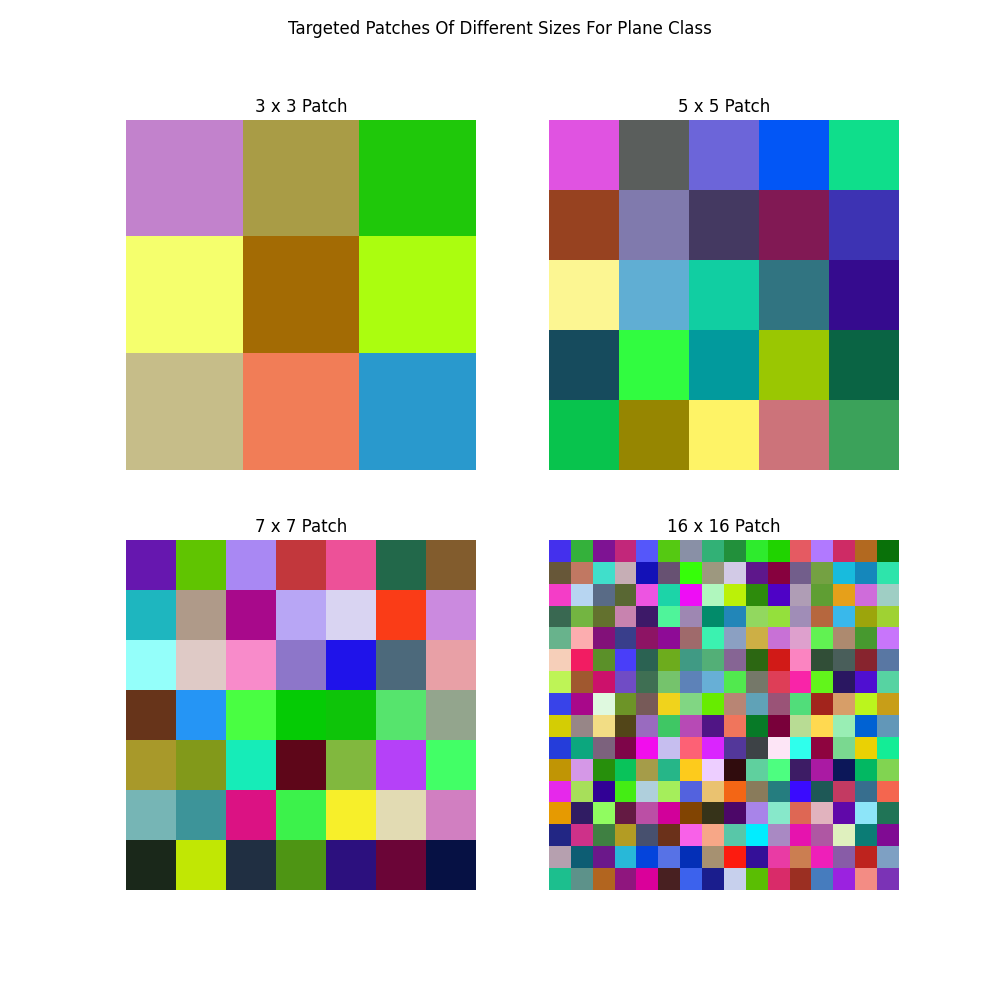 Targeted Patches Of Different Sizes For Plane Class
3 x 3 Patch
5 x 5 Patch
7 x 7 Patch
16 x 16 Patch